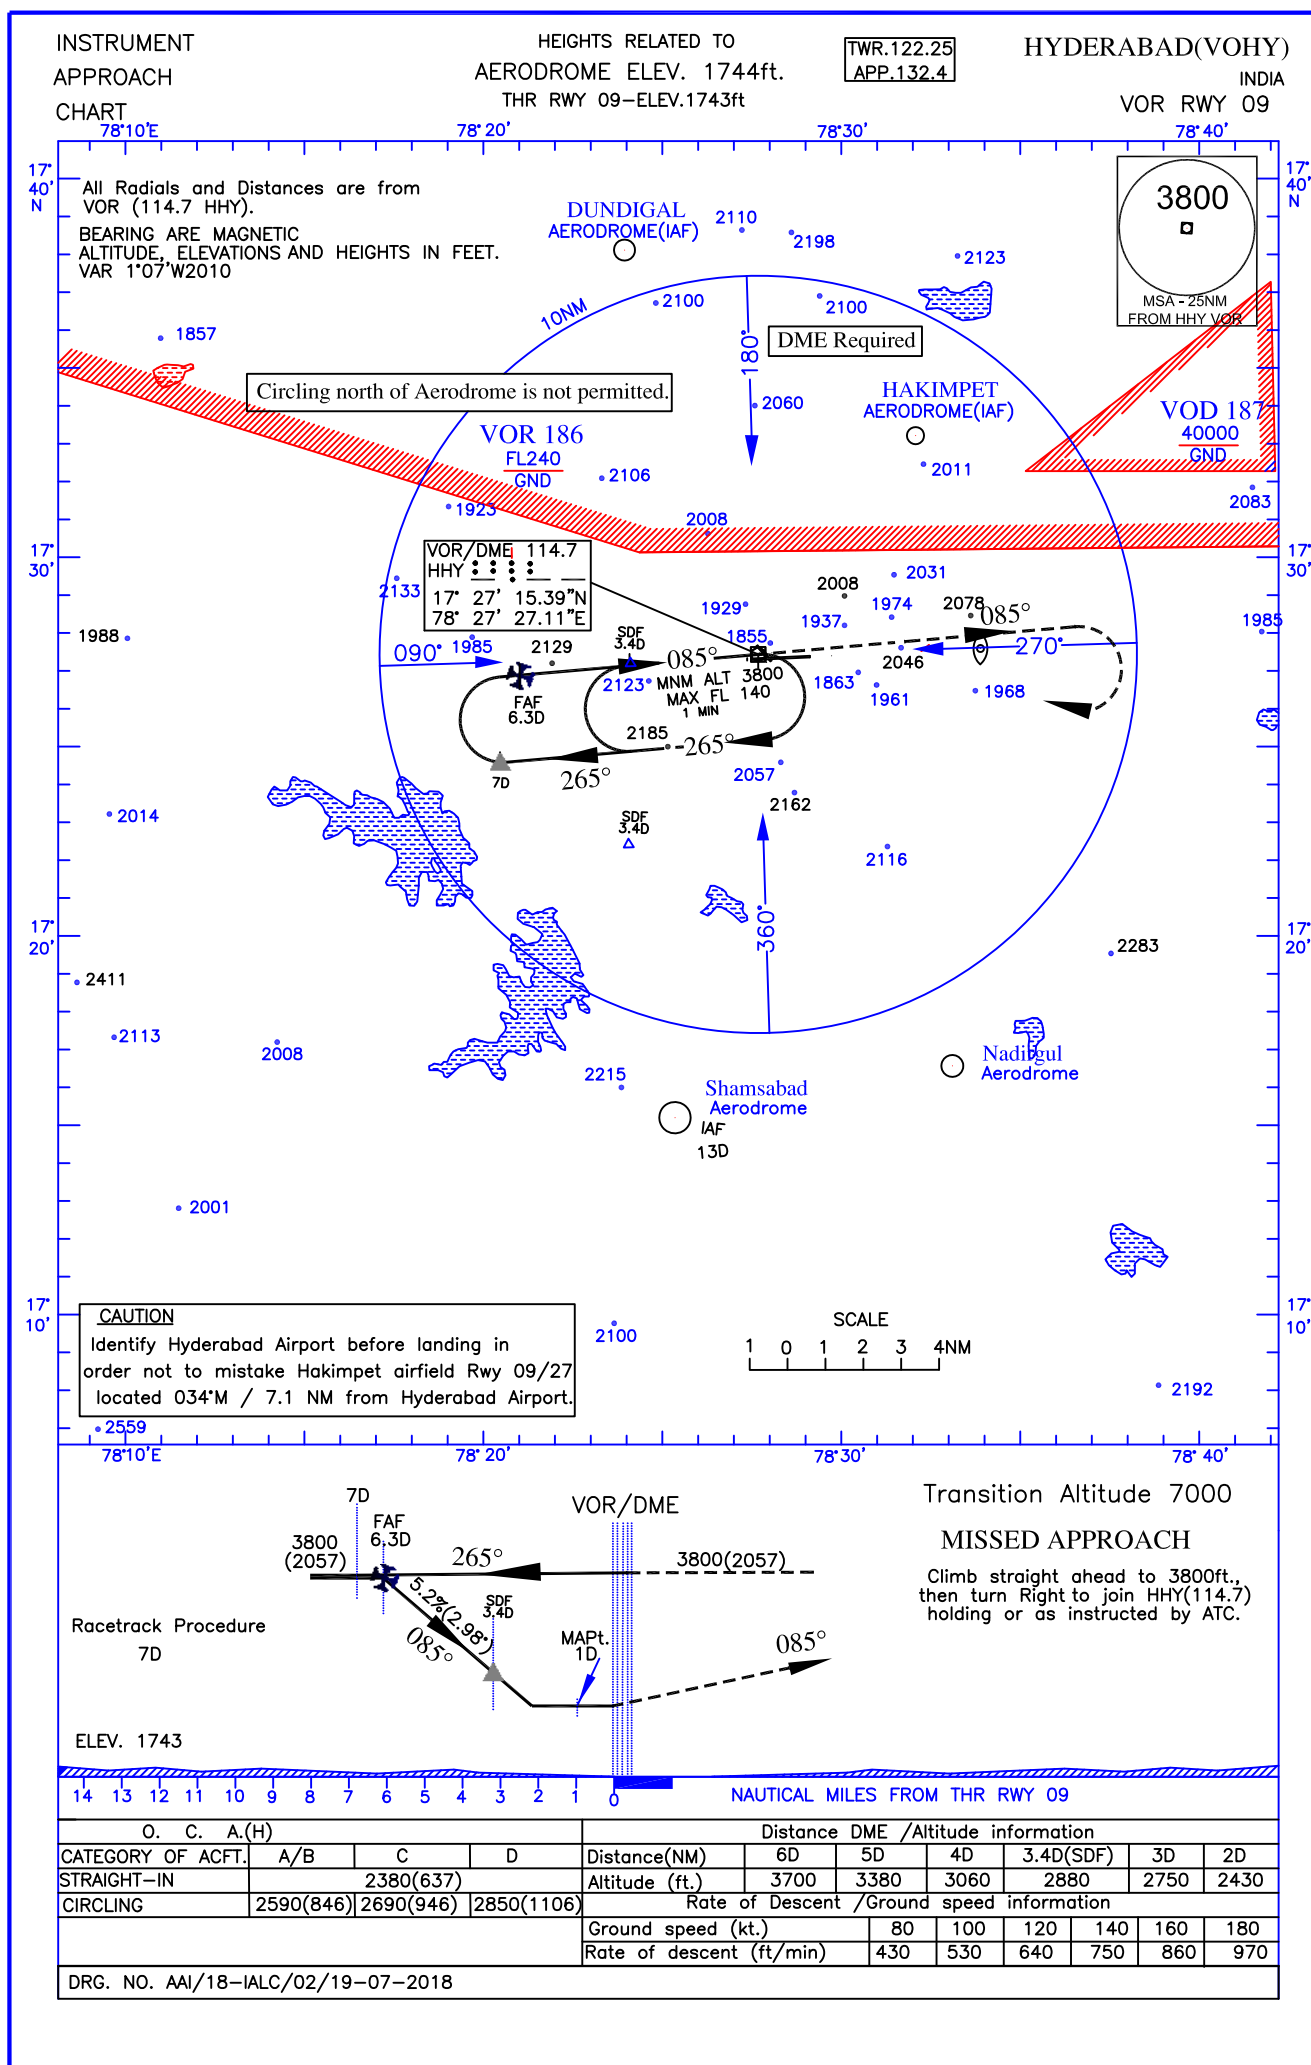 INSTRUMENT
APPROACH
CHART
HEIGHTS RELATED TO
AERODROME ELEV. 1744ft.
THR RWY 09-ELEV.1743ft
TWR.122.25
APP.132.4
HYDERABAD(VOHY)
INDIA
VOR RWY 09
78°10'E
78°20'
78°30'
78°40'
17°
40'
N
17°
40'
N
All Radials and Distances are from
VOR (114.7 HHY).
BEARING ARE MAGNETIC
ALTITUDE, ELEVATIONS AND HEIGHTS IN FEET.
VAR 1°07'W2010
DUNDIGAL
AERODROME(IAF)
2110
2198
2123
3800
MSA - 25NM
FROM HHY VOR
10NM
2100
2100
1857
180°
DME Required
Circling north of Aerodrome is not permitted.
2060
HAKIMPET
AERODROME(IAF)
VOD 187
40000
GND
VOR 186
FL240
GND
2106
2011
2083
1923
2008
17°
30'
17°
30'
VOR/DME 114.7
HHY
17° 27' 15.39"N
78° 27' 27.11"E
2133
2031
2008
1929
1937
1974
2078
085°
1985
1988
1985
2129
SDF
3.4D
1855
090°
085°
2046
270°
2123
MNM ALT 3800
MAX FL 140
1 MIN
1863
1961
1968
FAF
6.3D
2185
265°
265°
7D
2057
2162
2014
SDF
3.4D
2116
360°
17°
20'
17°
20'
2283
2411
2113
2008
2215
Nadirgul
Aerodrome
Shamsabad
Aerodrome
IAF
13D
2001
17°
10'
17°
10'
CAUTION
Identify Hyderabad Airport before landing in
order not to mistake Hakimpet airfield Rwy 09/27
located 034°M / 7.1 NM from Hyderabad Airport.
2100
SCALE
1 0 1 2 3 4NM
2192
2559
78°10'E
78°20'
78°30'
78°40'
7D
VOR/DME
Transition Altitude 7000
FAF
6.3D
3800
(2057)
265°
3800(2057)
MISSED APPROACH
Climb straight ahead to 3800ft.,
then turn Right to join HHY(114.7)
holding or as instructed by ATC.
5.2%(2.98°)
085°
SDF
3.4D
Racetrack Procedure
7D
MAPt.
1D
085°
ELEV. 1743
14 13 12 11 10 9 8 7 6 5 4 3 2 1 0
NAUTICAL MILES FROM THR RWY 09
O. C. A.(H)
CATEGORY OF ACFT. A/B C D
STRAIGHT-IN 2380(637)
CIRCLING 2590(846) 2690(946) 2850(1106)
Distance DME /Altitude information
Distance(NM) 6D 5D 4D 3.4D(SDF) 3D 2D
Altitude (ft.) 3700 3380 3060 2880 2750 2430
Rate of Descent /Ground speed information
Ground speed (kt.) 80 100 120 140 160 180
Rate of descent (ft/min) 430 530 640 750 860 970
DRG. NO. AAI/18-IALC/02/19-07-2018